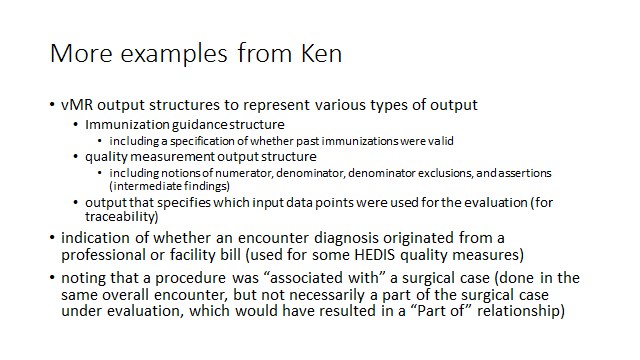 More examples from Ken
• vMR output structures to represent various types of output
• Immunization guidance structure
• including a specification of whether past immunizations were valid
• quality measurement output structure
• including notions of numerator, denominator, denominator exclusions, and assertions
(intermediate findings)
• output that specifies which input data points were used for the evaluation (for
traceability)
• indication of whether an encounter diagnosis originated from a
professional or facility bill (used for some HEDIS quality measures)
• noting that a procedure was “associated with” a surgical case (done in the
same overall encounter, but not necessarily a part of the surgical case
under evaluation, which would have resulted in a “Part of” relationship)